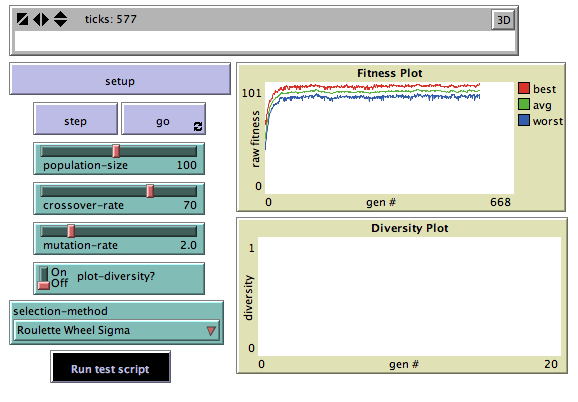 ticks: 577
3D
setup
step
go
population-size 100
crossover-rate 70
mutation-rate 2.0
On
Off
plot-diversity?
selection-method
Roulette Wheel Sigma
Run test script
Fitness Plot
101
raw fitness
0
0
gen #
668
best
avg
worst
Diversity Plot
1
diversity
0
0
gen #
20